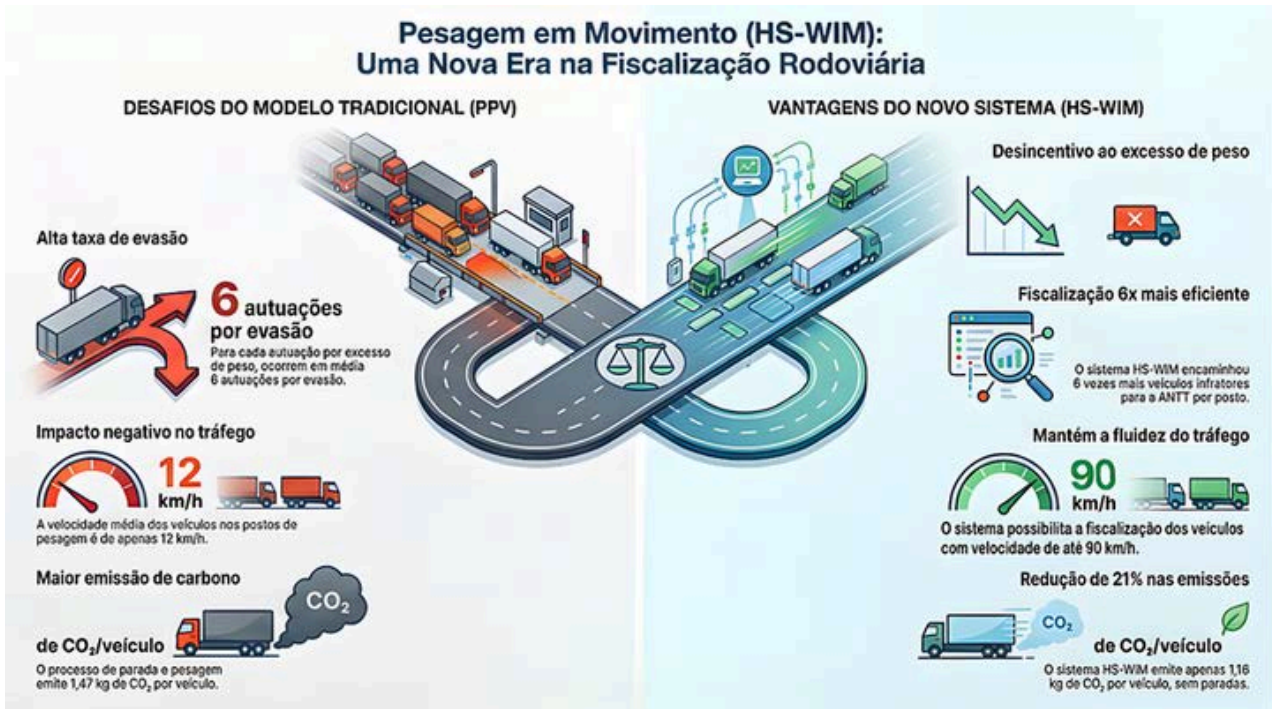 Pesagem em Movimento (HS-WIM):
Uma Nova Era na Fiscalização Rodoviária
DESAFIOS DO MODELO TRADICIONAL (PPV)
Alta taxa de evasão
6 autuações
por evasão
Para cada autuação por excesso
de peso, ocorrem em média
6 autuações por evasão.
Impacto negativo no tráfego
12
km/h
A velocidade média dos veículos nos postos de
pesagem é de apenas 12 km/h.
Maior emissão de carbono
CO₂
de CO₂/veículo
O processo de parada e pesagem
emite 1,47 kg de CO₂ por veículo.
VANTAGENS DO NOVO SISTEMA (HS-WIM)
Desincentivo ao excesso de peso
Fiscalização 6x mais eficiente
O sistema HS-WIM encaminhou
6 vezes mais veículos infratores
para a ANTT por posto.
Mantém a fluidez do tráfego
90
km/h
O sistema possibilita a fiscalização dos veículos
com velocidade de até 90 km/h.
Redução de 21% nas emissões
CO₂
de CO₂/veículo
O sistema HS-WIM emite apenas 1,16
kg de CO₂ por veículo, sem paradas.